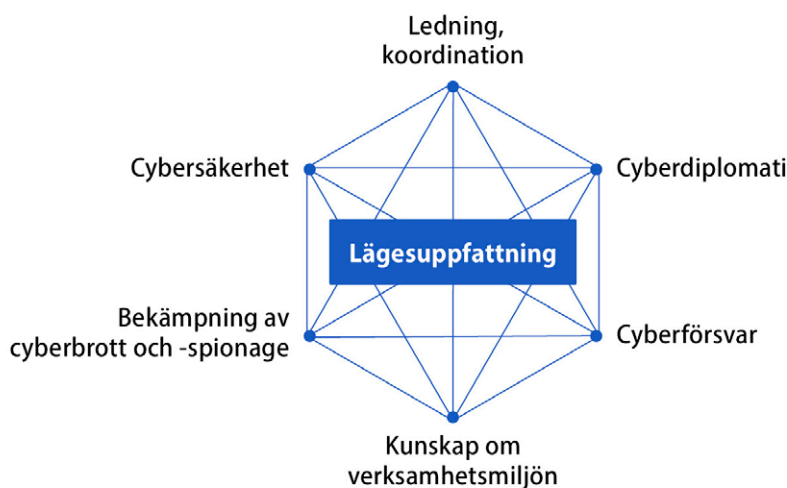 Ledning,
koordination
Cybersäkerhet
Cyberdiplomati
Lägesuppfattning
Bekämpning av
cyberbrott och -spionage
Cyberförsvar
Kunskap om
verksamhetsmiljön